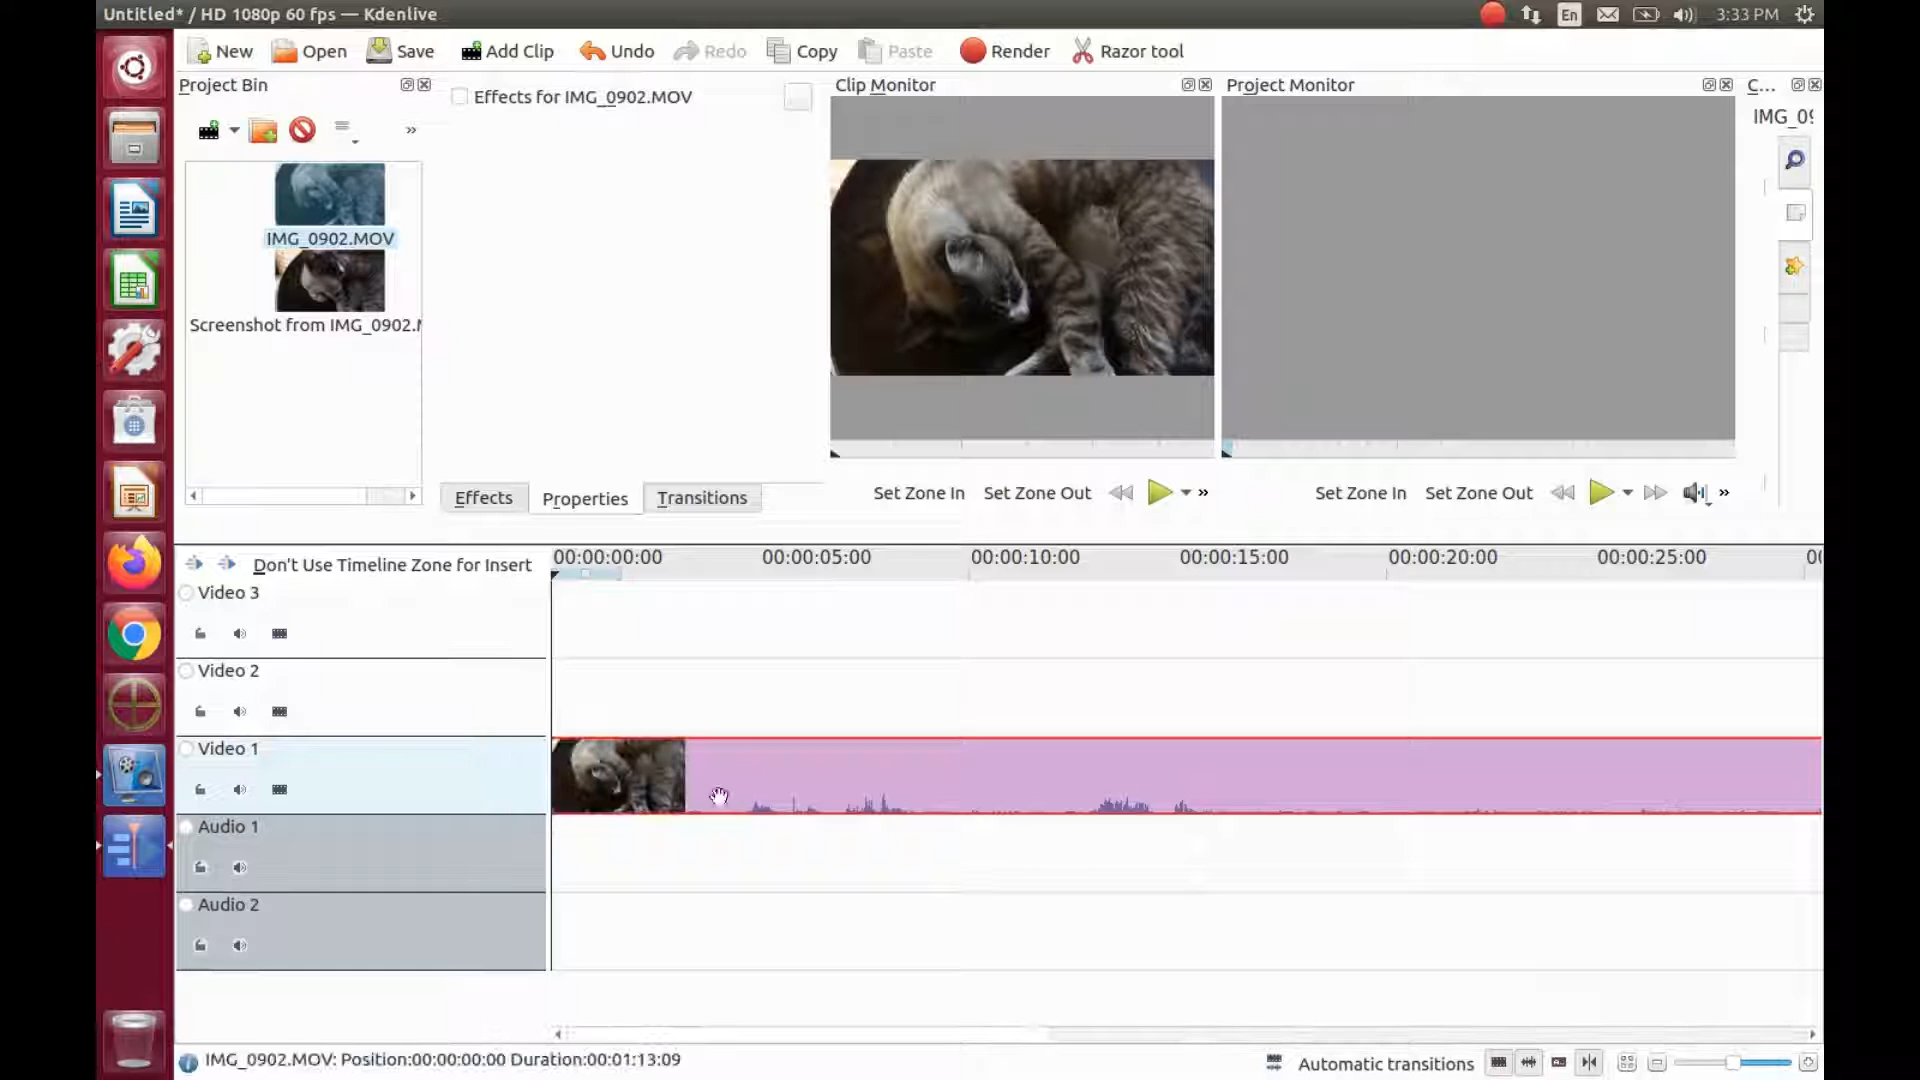 Untitled* / HD 1080p 60 fps — Kdenlive
En
3:33 PM
New
Open
Save
Add Clip
Undo
Redo
Copy
Paste
Render
Razor tool
Project Bin
Effects for IMG_0902.MOV
Clip Monitor
Project Monitor
C...
IMG_09
»
IMG_0902.MOV
Screenshot from IMG_0902.M
Effects
Properties
Transitions
Set Zone In
Set Zone Out
»
Set Zone In
Set Zone Out
»
Don't Use Timeline Zone for Insert
00:00:00:00
00:00:05:00
00:00:10:00
00:00:15:00
00:00:20:00
00:00:25:00
Video 3
Video 2
Video 1
Audio 1
Audio 2
IMG_0902.MOV: Position:00:00:00:00 Duration:00:01:13:09
Automatic transitions